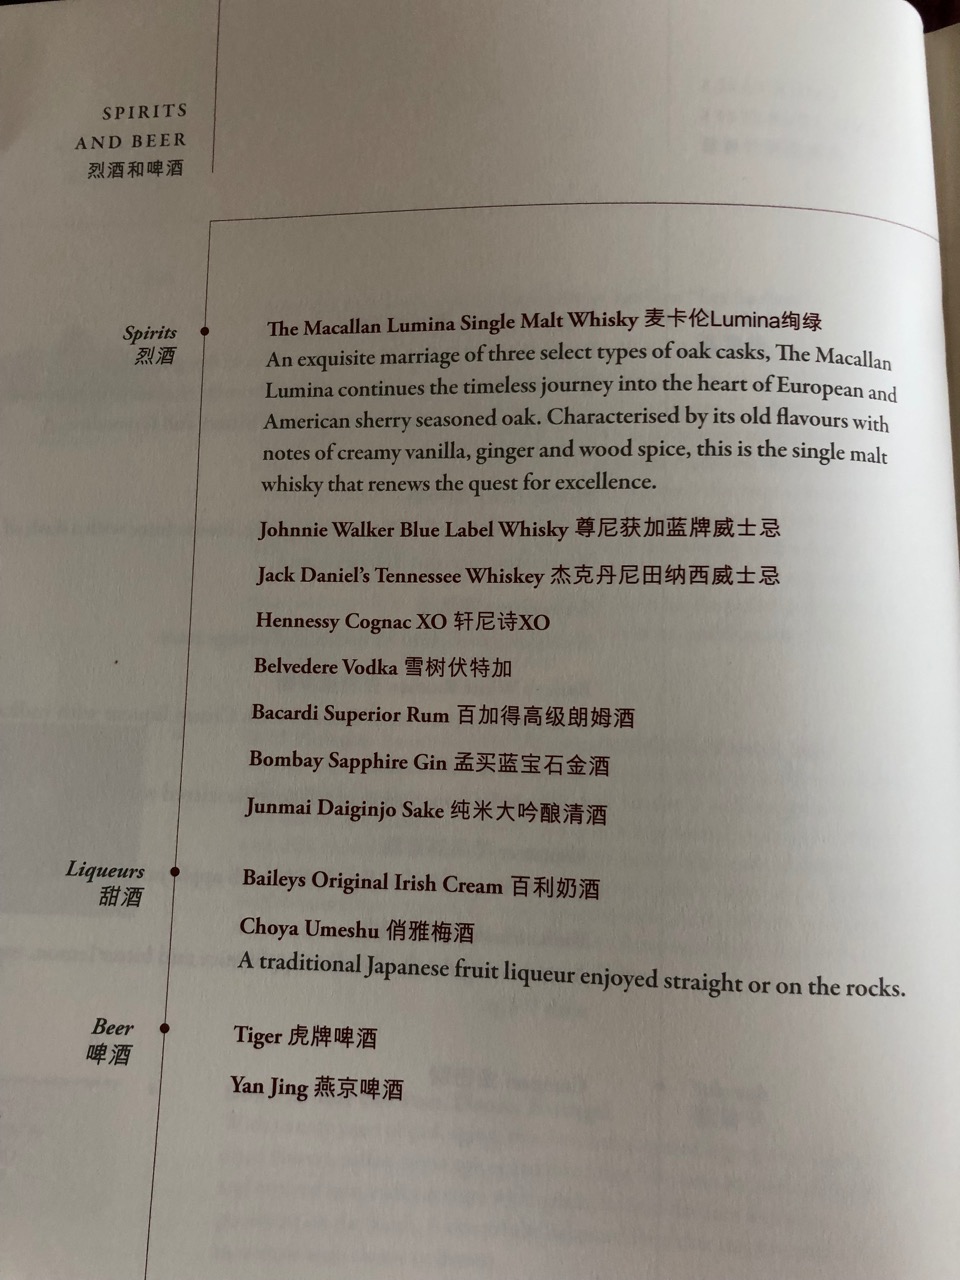 SPIRITS
AND BEER
烈酒和啤酒
Spirits
烈酒
The Macallan Lumina Single Malt Whisky 麦卡伦Lumina绚绿
An exquisite marriage of three select types of oak casks, The Macallan
Lumina continues the timeless journey into the heart of European and
American sherry seasoned oak. Characterised by its old flavours with
notes of creamy vanilla, ginger and wood spice, this is the single malt
whisky that renews the quest for excellence.
Johnnie Walker Blue Label Whisky 尊尼获加蓝牌威士忌
Jack Daniel's Tennessee Whiskey 杰克丹尼田纳西威士忌
Hennessy Cognac XO 轩尼诗XO
Belvedere Vodka 雪树伏特加
Bacardi Superior Rum 百加得高级朗姆酒
Bombay Sapphire Gin 孟买蓝宝石金酒
Junmai Daiginjo Sake 纯米大吟酿清酒
Liqueurs
甜酒
Baileys Original Irish Cream 百利奶酒
Choya Umeshu 俏雅梅酒
A traditional Japanese fruit liqueur enjoyed straight or on the rocks.
Beer
啤酒
Tiger 虎牌啤酒
Yan Jing 燕京啤酒